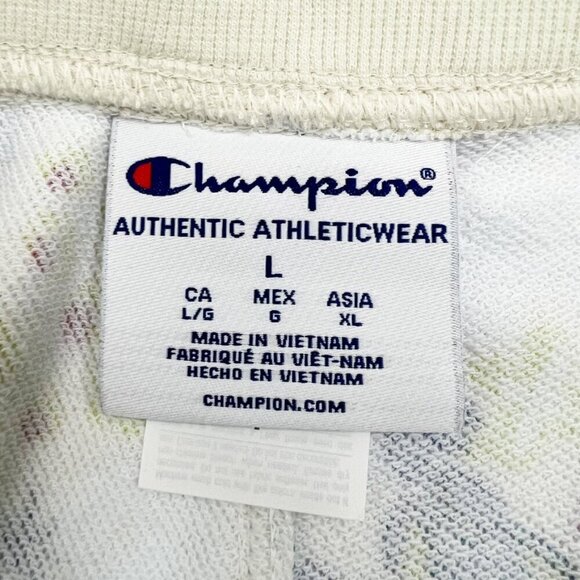 Champion®
AUTHENTIC ATHLETICWEAR
L
CA MEX ASIA
L/G G XL
MADE IN VIETNAM
FABRIQUÉ AU VIÊT-NAM
HECHO EN VIETNAM
CHAMPION.COM